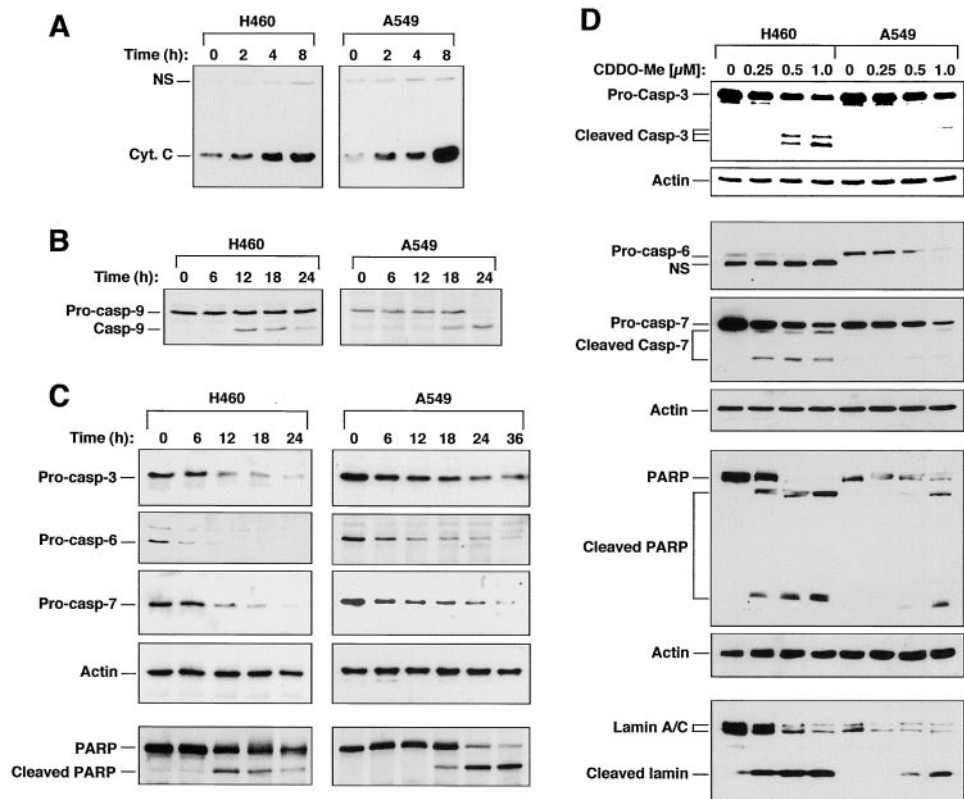 A
H460
A549
Time (h): 0 2 4 8 0 2 4 8
NS
Cyt. C
B
H460
A549
Time (h): 0 6 12 18 24 0 6 12 18 24
Pro-casp-9
Casp-9
C
H460
A549
Time (h): 0 6 12 18 24 0 6 12 18 24 36
Pro-casp-3
Pro-casp-6
Pro-casp-7
Actin
PARP
Cleaved PARP
D
H460
A549
CDDO-Me [µM]: 0 0.25 0.5 1.0 0 0.25 0.5 1.0
Pro-Casp-3
Cleaved Casp-3
Actin
Pro-casp-6
NS
Pro-casp-7
Cleaved Casp-7
Actin
PARP
Cleaved PARP
Actin
Lamin A/C
Cleaved lamin